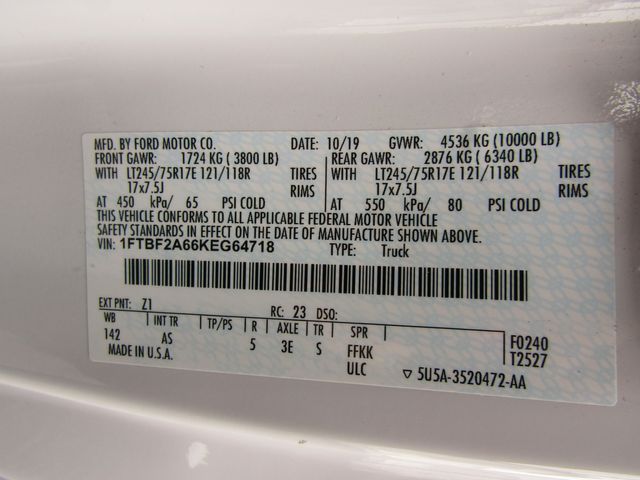 MFD. BY FORD MOTOR CO. DATE: 10/19 GVWR: 4536 KG (10000 LB)
FRONT GAWR: 1724 KG ( 3800 LB) REAR GAWR: 2876 KG ( 6340 LB)
WITH LT245/75R17E 121/118R TIRES WITH LT245/75R17E 121/118R TIRES
17x7.5J RIMS 17x7.5J RIMS
AT 450 kPa/ 65 PSI COLD AT 550 kPa/ 80 PSI COLD
THIS VEHICLE CONFORMS TO ALL APPLICABLE FEDERAL MOTOR VEHICLE
SAFETY STANDARDS IN EFFECT ON THE DATE OF MANUFACTURE SHOWN ABOVE.
VIN: 1FTBF2A66KEG64718 TYPE: Truck
EXT PNT: Z1 RC: 23 DSO:
WB INT TR TP/PS R AXLE TR SPR F0240
142 AS 5 3E S FFKK T2527
MADE IN U.S.A. ULC ▽ 5U5A-3520472-AA